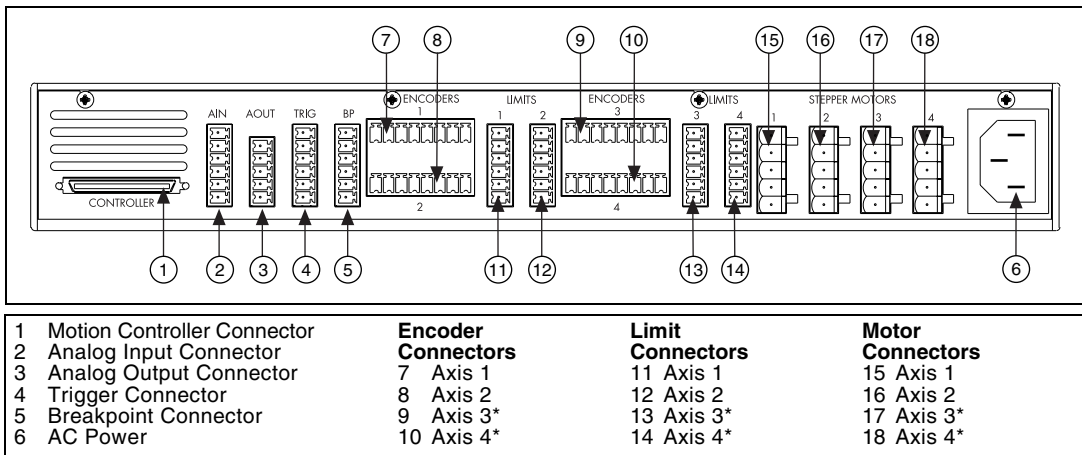 7 8 9 10 15 16 17 18
ENCODERS LIMITS ENCODERS LIMITS STEPPER MOTORS
AIN AOUT TRIG BP 1 1 2 3 3 4 1 2 3 4
CONTROLLER 2 4
1 2 3 4 5 11 12 13 14 6
1 Motion Controller Connector
2 Analog Input Connector
3 Analog Output Connector
4 Trigger Connector
5 Breakpoint Connector
6 AC Power
Encoder
Connectors
7 Axis 1
8 Axis 2
9 Axis 3*
10 Axis 4*
Limit
Connectors
11 Axis 1
12 Axis 2
13 Axis 3*
14 Axis 4*
Motor
Connectors
15 Axis 1
16 Axis 2
17 Axis 3*
18 Axis 4*